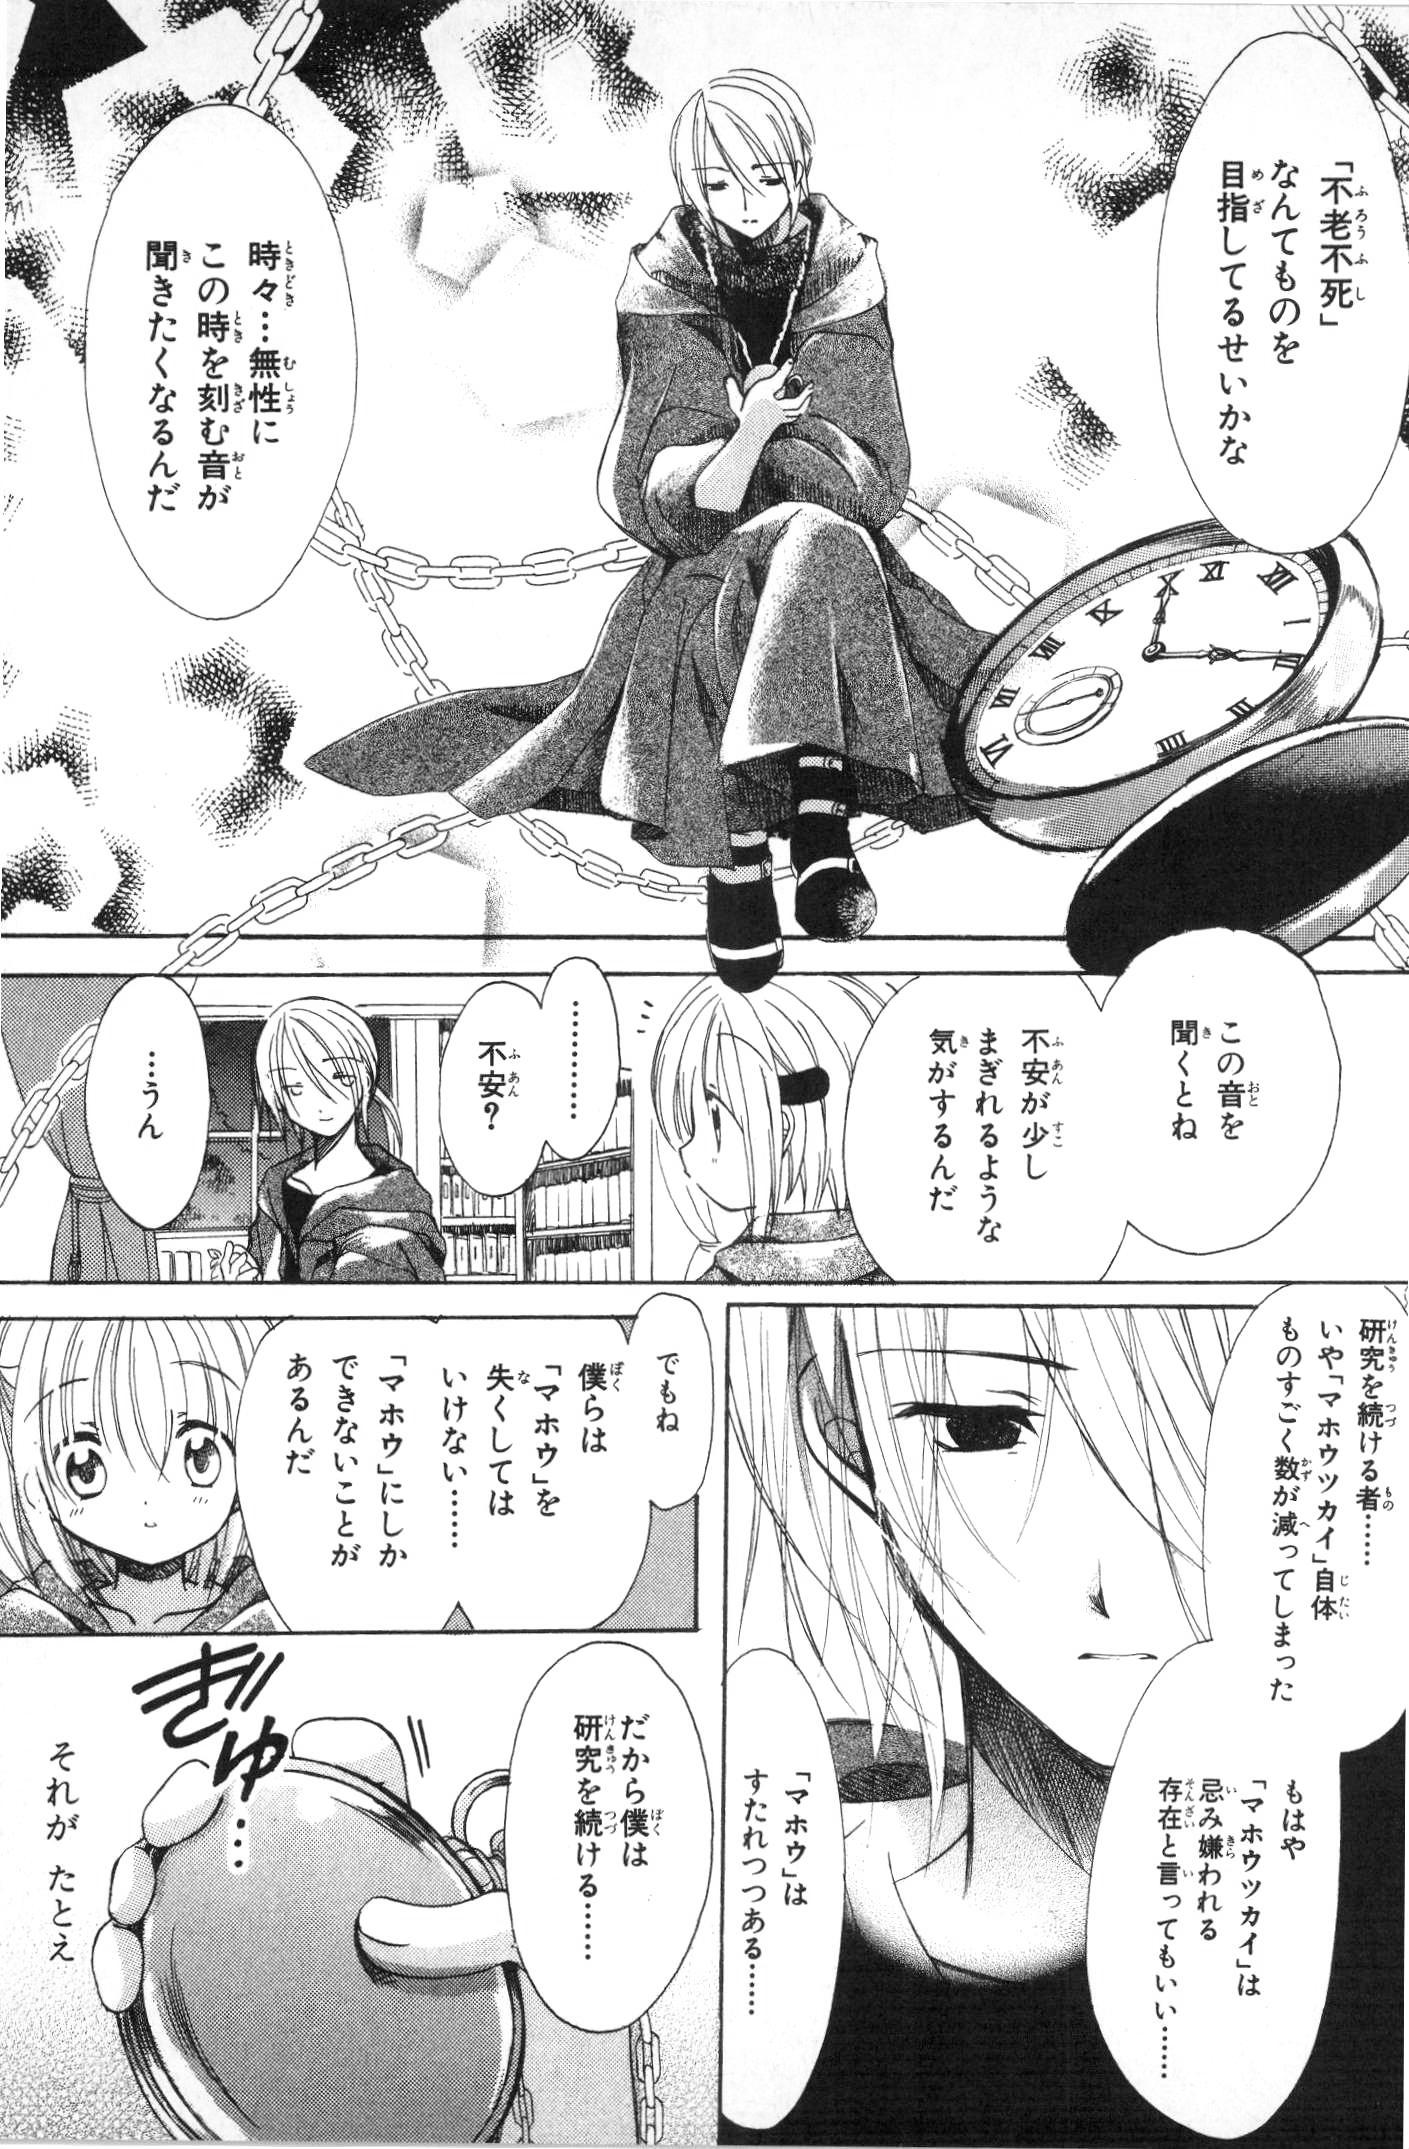 「不老不死」
なんてものを
目指してるせいかな
時々…無性に
この時を刻む音が
聞きたくなるんだ
この音を
聞くとね
不安が少し
まぎれるような
気がするんだ
…………
不安？
…うん
研究を続ける者……
いや「マホウツカイ」自体
ものすごく数が減ってしまった
もはや
「マホウツカイ」は
忌み嫌われる
存在と言ってもいい……
「マホウ」は
すたれつつある……
でもね
僕らは
「マホウ」を
失くしては
いけない……
「マホウ」にしか
できないことが
あるんだ
だから僕は
研究を続ける……
ぎゅ…
それが たとえ